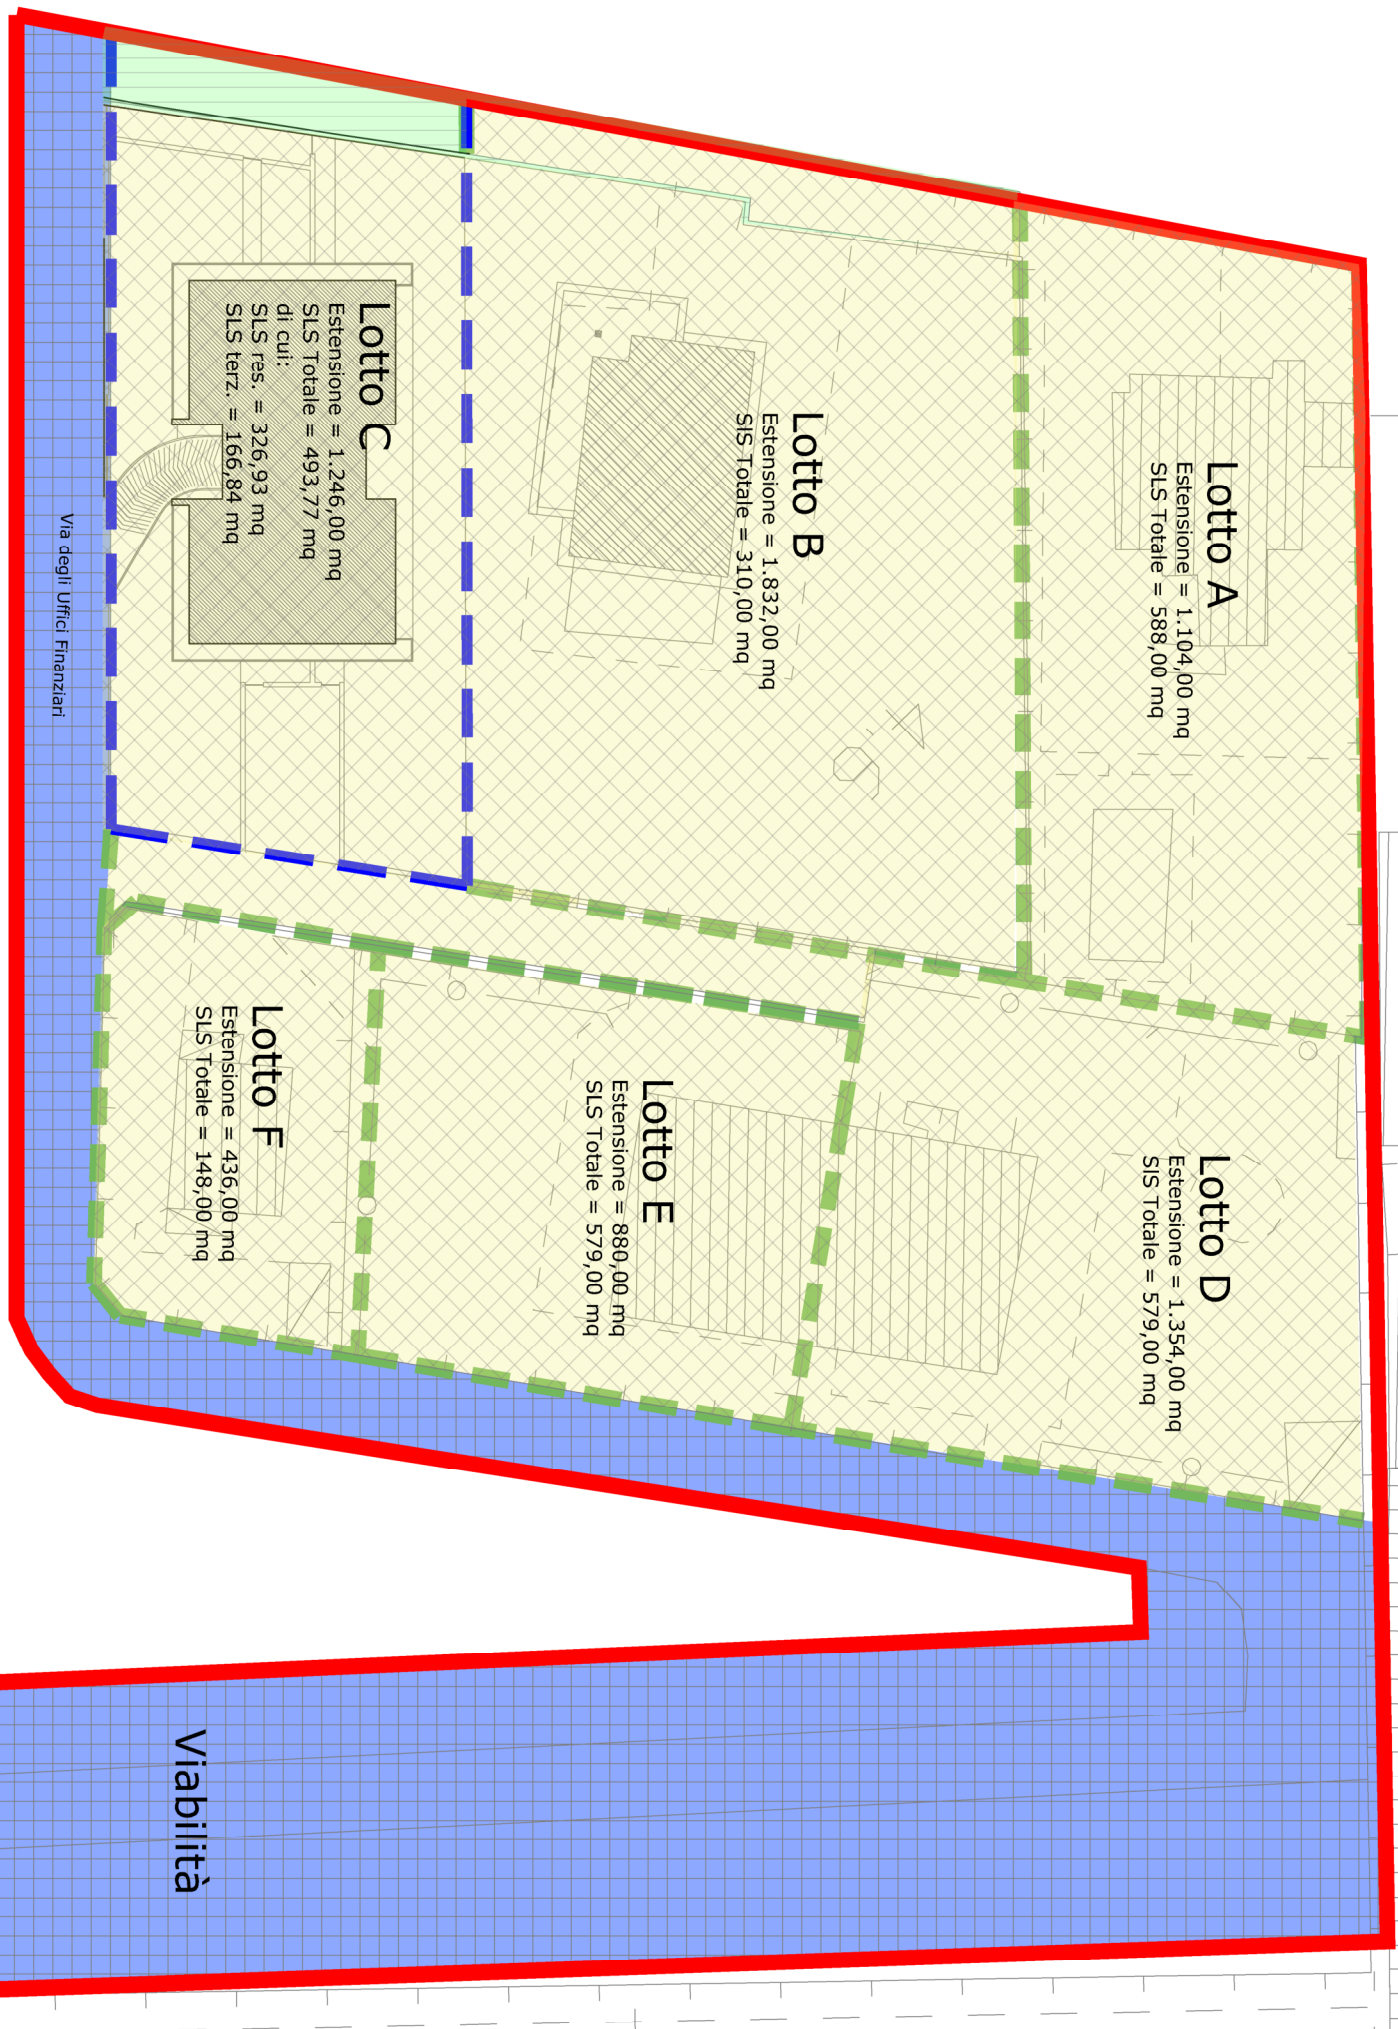 Lotto A
Estensione = 1.104,00 mq
SLS Totale = 588,00 mq
Lotto B
Estensione = 1.832,00 mq
SIS Totale = 310,00 mq
Lotto C
Estensione = 1.246,00 mq
SLS Totale = 493,77 mq
di cui:
SLS res. = 326,93 mq
SLS terz. = 166,84 mq
Via degli Uffici Finanziari
Lotto D
Estensione = 1.354,00 mq
SIS Totale = 579,00 mq
Lotto E
Estensione = 880,00 mq
SLS Totale = 579,00 mq
Lotto F
Estensione = 436,00 mq
SLS Totale = 148,00 mq
Viabilità